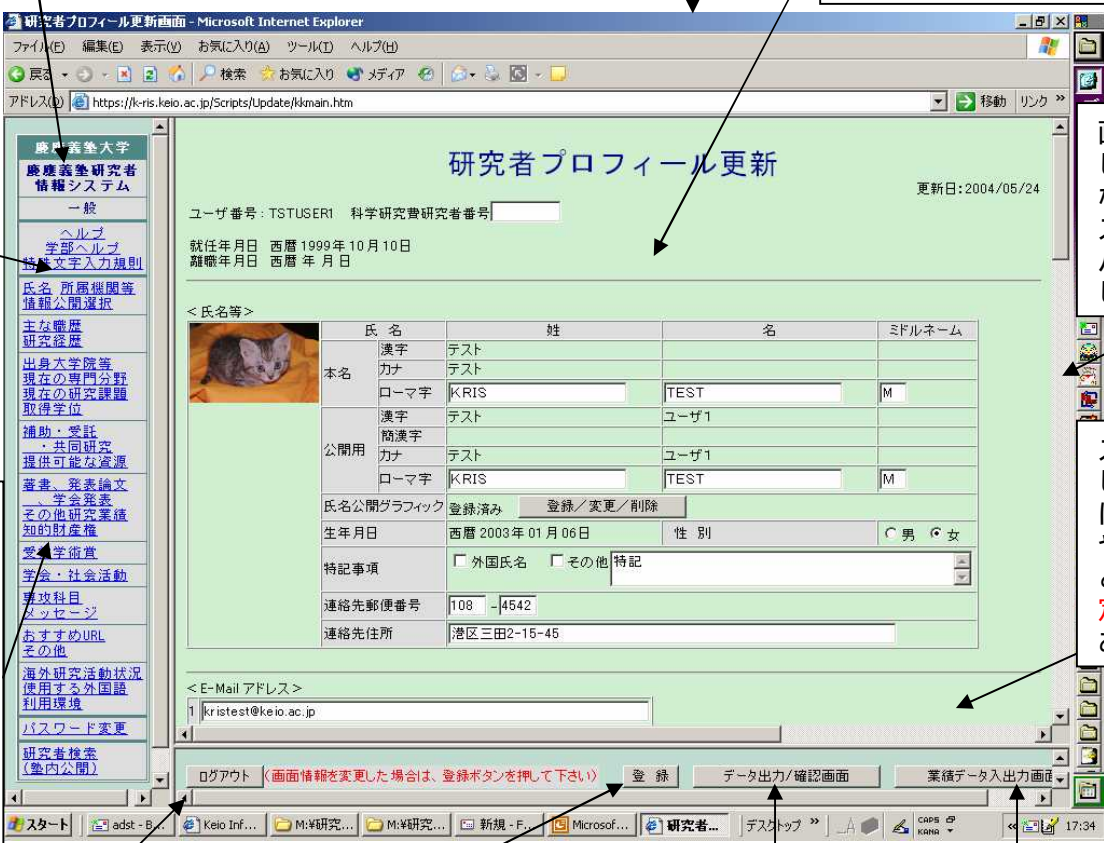 研究者プロフィール更新画面 - Microsoft Internet Explorer
ファイル(F) 編集(E) 表示(V) お気に入り(A) ツール(T) ヘルプ(H)
戻る 検索 お気に入り メディア
アドレス(D) https://k-ris.keio.ac.jp/Scripts/Update/kkmain.htm 移動 リンク »
慶應義塾大学
慶應義塾研究者
情報システム
一般
ヘルプ
学部ヘルプ
特殊文字入力規則
氏名 所属機関等
情報公開選択
主な職歴
研究経歴
出身大学院等
現在の専門分野
現在の研究課題
取得学位
補助・受託
・共同研究
提供可能な資源
著書、発表論文
、学会発表
その他研究業績
知的財産権
受賞学術賞
学会・社会活動
専攻科目
メッセージ
おすすめURL
その他
海外研究活動状況
使用する外国語
利用環境
パスワード変更
研究者検索
(塾内公開)
研究者プロフィール更新
更新日:2004/05/24
ユーザ番号:TSTUSER1 科学研究費研究者番号
就任年月日 西暦 1999年10月10日
離職年月日 西暦 年 月 日
<氏名等>
氏 名 姓 名 ミドルネーム
本名 漢字 テスト
カナ テスト
ローマ字 KRIS TEST M
公開用 漢字 テスト ユーザ1
簡漢字
カナ テスト ユーザ1
ローマ字 KRIS TEST M
氏名公開グラフィック 登録済み 登録/変更/削除
生年月日 西暦 2003年 01月 06日 性 別 男 女
特記事項 外国氏名 その他 特記
連絡先郵便番号 108 -4542
連絡先住所 港区三田2-15-45
<E-Mail アドレス>
1 kristest@keio.ac.jp
ログアウト (画面情報を変更した場合は、登録ボタンを押して下さい) 登 録 データ出力/確認画面 業績データ入出力画面
スタート adst - B... Keio Inf... M:¥研究... M:¥研究... 新規 - F... Microsof... 研究者... デスクトップ » A CAPS KANA « 17:34